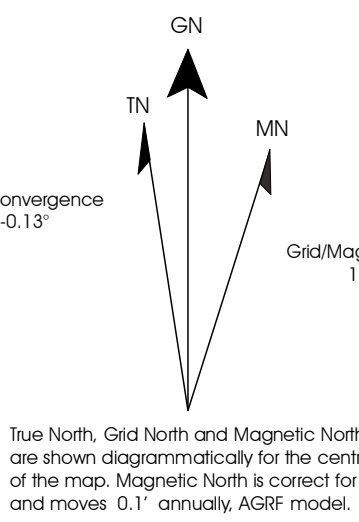 GN
TN
MN
onvergence
-0.13°
Grid/Mag
1
True North, Grid North and Magnetic North
are shown diagrammatically for the centr
of the map. Magnetic North is correct for
and moves 0.1' annually, AGRF model.